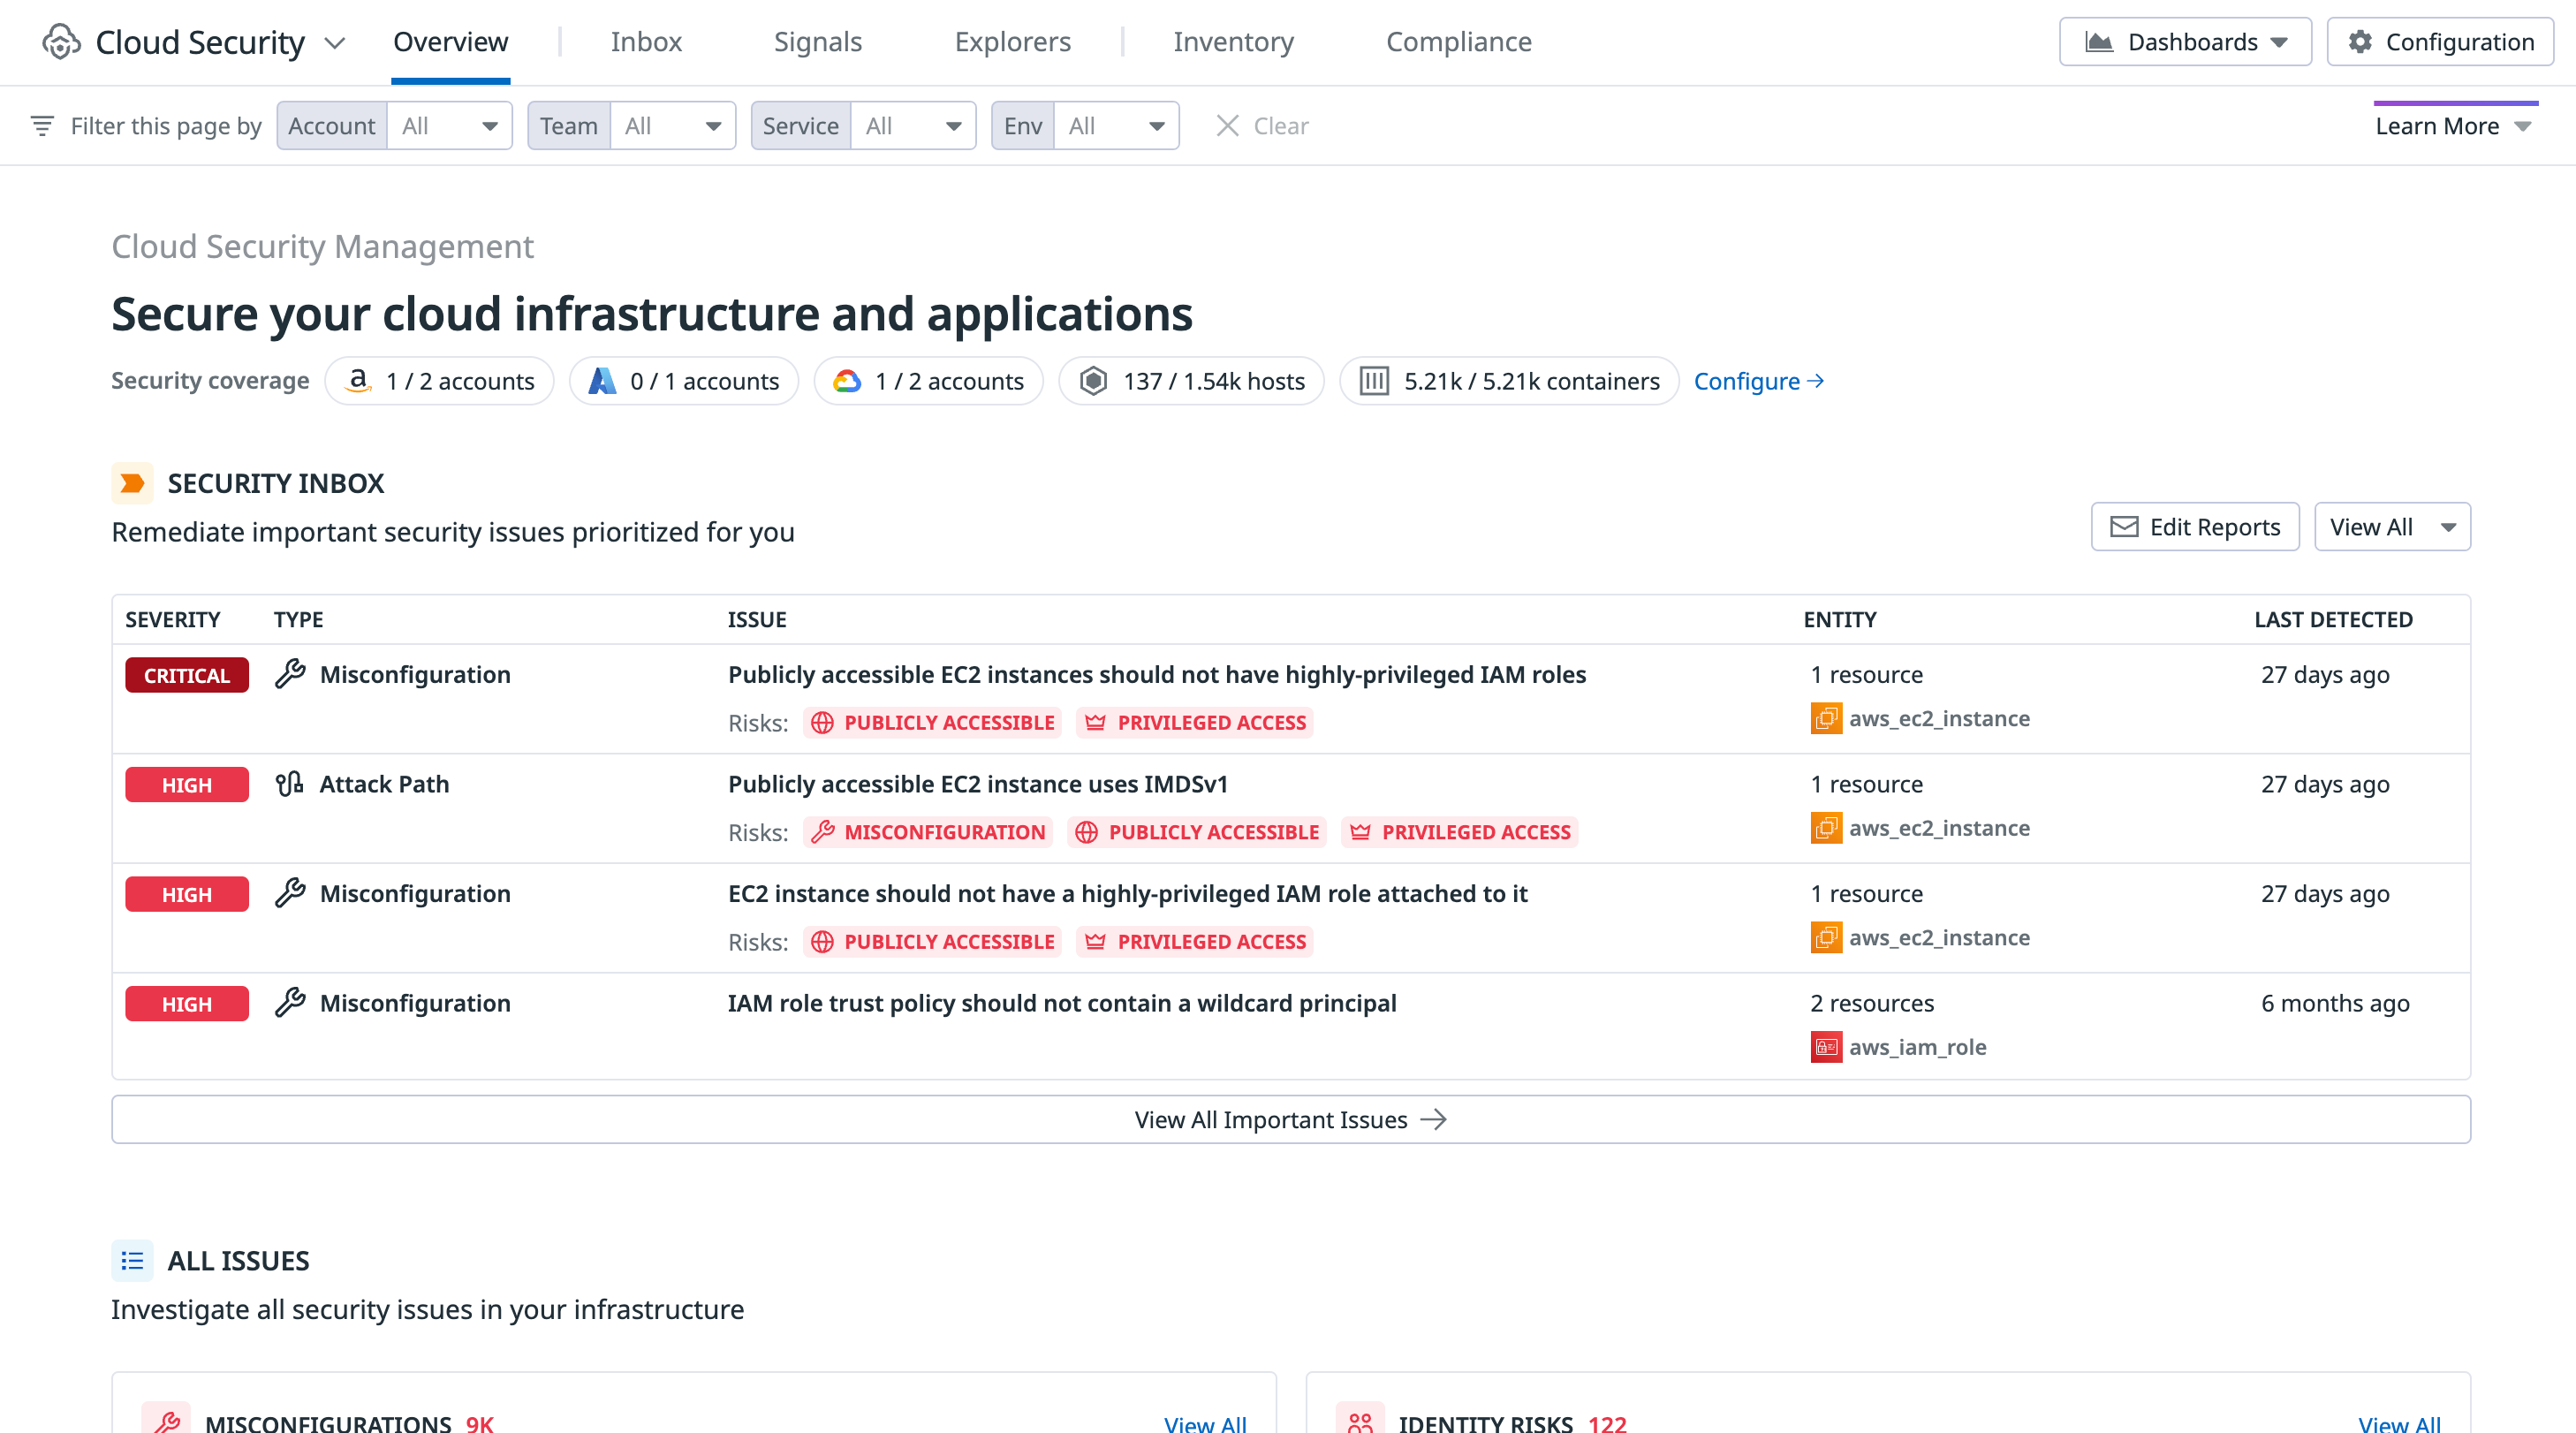 Cloud Security Overview Inbox Signals Explorers Inventory Compliance Dashboards Configuration
Filter this page by Account All Team All Service All Env All Clear Learn More
Cloud Security Management
Secure your cloud infrastructure and applications
Security coverage 1 / 2 accounts 0 / 1 accounts 1 / 2 accounts 137 / 1.54k hosts 5.21k / 5.21k containers Configure →
SECURITY INBOX
Remediate important security issues prioritized for you
Edit Reports View All
SEVERITY TYPE ISSUE ENTITY LAST DETECTED
CRITICAL Misconfiguration Publicly accessible EC2 instances should not have highly-privileged IAM roles 1 resource 27 days ago
Risks: PUBLICLY ACCESSIBLE PRIVILEGED ACCESS aws_ec2_instance
HIGH Attack Path Publicly accessible EC2 instance uses IMDSv1 1 resource 27 days ago
Risks: MISCONFIGURATION PUBLICLY ACCESSIBLE PRIVILEGED ACCESS aws_ec2_instance
HIGH Misconfiguration EC2 instance should not have a highly-privileged IAM role attached to it 1 resource 27 days ago
Risks: PUBLICLY ACCESSIBLE PRIVILEGED ACCESS aws_ec2_instance
HIGH Misconfiguration IAM role trust policy should not contain a wildcard principal 2 resources 6 months ago
aws_iam_role
View All Important Issues →
ALL ISSUES
Investigate all security issues in your infrastructure
MISCONFIGURATIONS 9K View All IDENTITY RISKS 122 View All